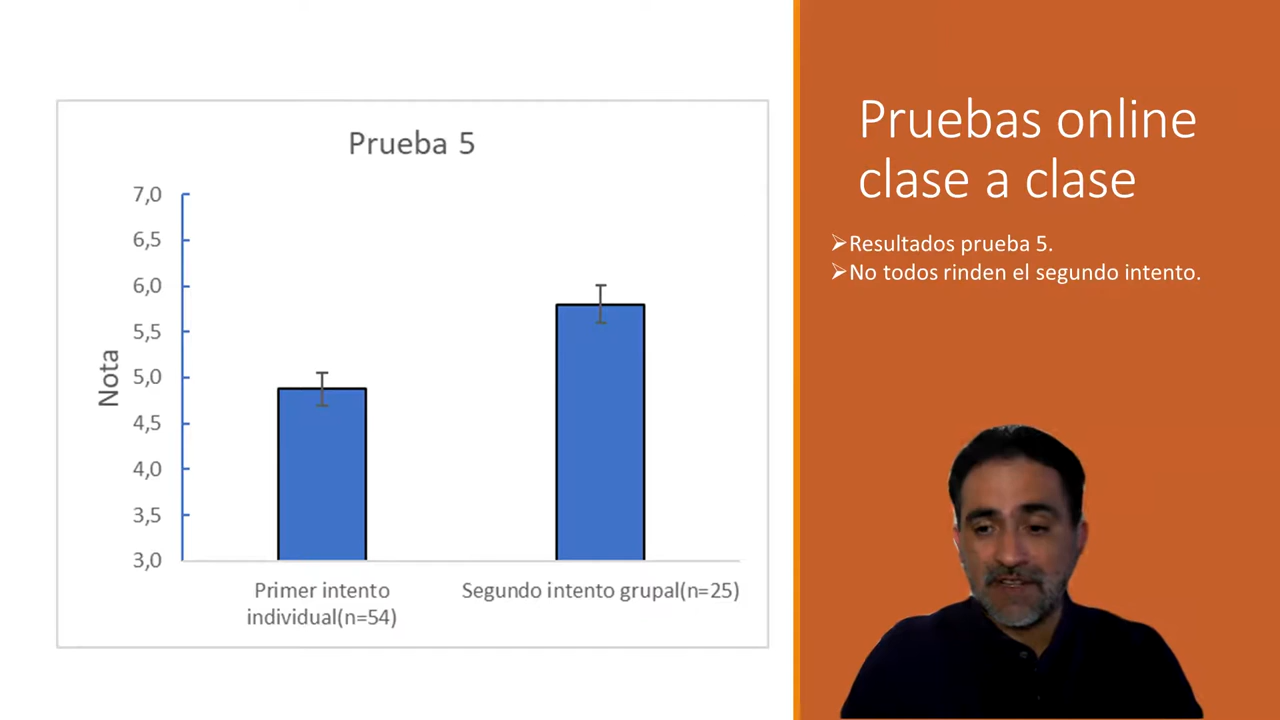 Prueba 5
7,0
6,5
6,0
5,5
5,0
4,5
4,0
3,5
3,0
Nota
Primer intento
individual(n=54)
Segundo intento grupal(n=25)
Pruebas online
clase a clase
➢Resultados prueba 5.
➢No todos rinden el segundo intento.